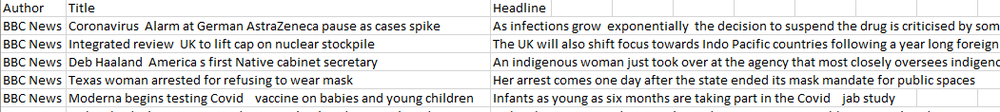 Author Title Headline
BBC News Coronavirus Alarm at German AstraZeneca pause as cases spike As infections grow exponentially the decision to suspend the drug is criticised by som
BBC News Integrated review UK to lift cap on nuclear stockpile The UK will also shift focus towards Indo Pacific countries following a year long foreign
BBC News Deb Haaland America s first Native cabinet secretary An indigenous woman just took over at the agency that most closely oversees indigeno
BBC News Texas woman arrested for refusing to wear mask Her arrest comes one day after the state ended its mask mandate for public spaces
BBC News Moderna begins testing Covid vaccine on babies and young children Infants as young as six months are taking part in the Covid jab study